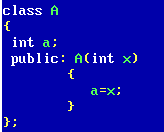 class A
{
int a;
public: A(int x)
{
a=x;
}
};